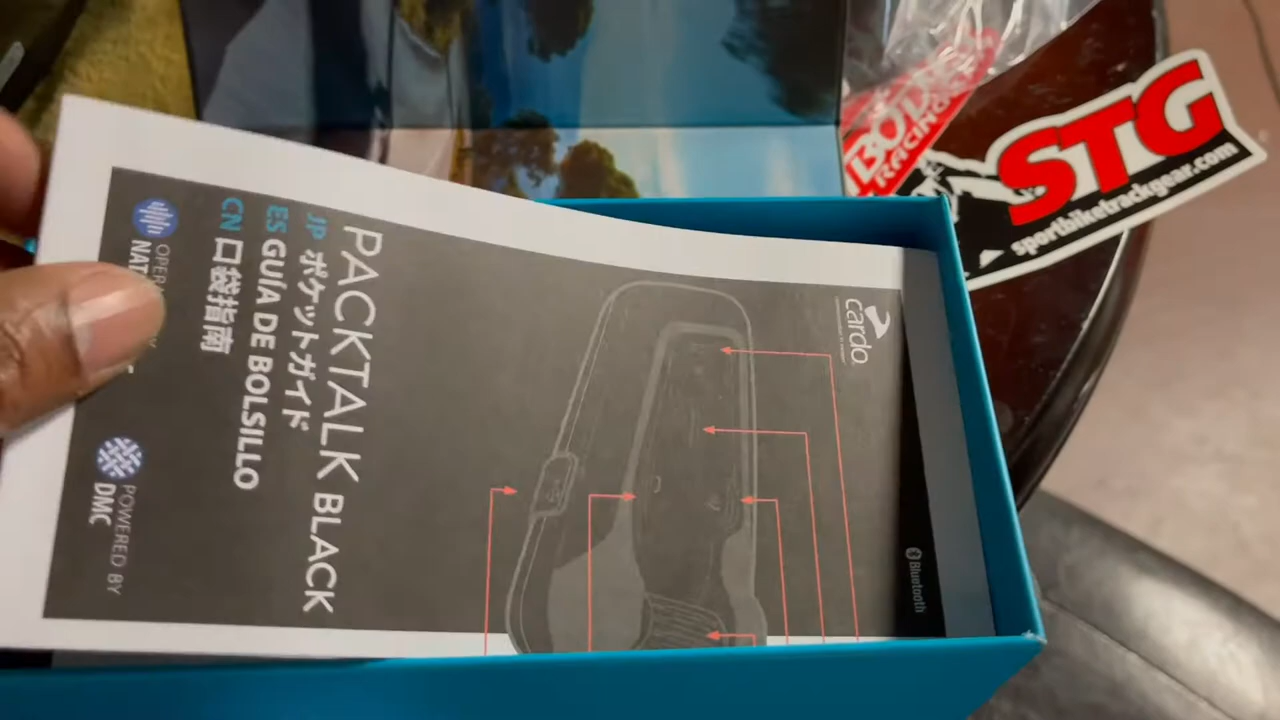 cardo
PACKTALK BLACK
JP ポケットガイド
ES GUÍA DE BOLSILLO
CN 口袋指南
POWERED BY
DMC
Bluetooth
RACING
STG
sportbiketrackgear.com